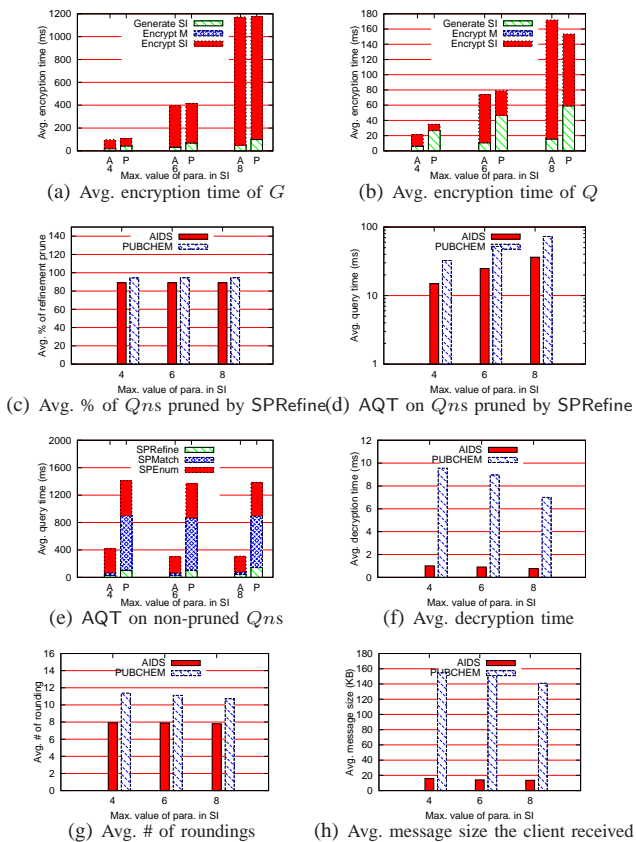 Avg. encryption time (ms)
1200
1000
800
600
400
200
0
Generate SI
Encrypt M
Encrypt SI
A P A P A P
4 6 8
Max. value of para. in SI
(a) Avg. encryption time of G
Avg. encryption time (ms)
180
160
140
120
100
80
60
40
20
0
Generate SI
Encrypt M
Encrypt SI
A P A P A P
4 6 8
Max. value of para. in SI
(b) Avg. encryption time of Q
Avg. % of refinement prune
140
120
100
80
60
40
20
0
AIDS
PUBCHEM
4 6 8
Max. value of para. in SI
(c) Avg. % of Qns pruned by SPRefine
Avg. query time (ms)
100
10
1
AIDS
PUBCHEM
4 6 8
Max. value of para. in SI
(d) AQT on Qns pruned by SPRefine
Avg. query time (ms)
2000
1600
1200
800
400
0
SPRefine
SPMatch
SPEnum
A P A P A P
4 6 8
Max. value of para. in SI
(e) AQT on non-pruned Qns
Avg. decryption time (ms)
12
10
8
6
4
2
0
AIDS
PUBCHEM
4 6 8
Max. value of para. in SI
(f) Avg. decryption time
Avg. # of rounding
16
14
12
10
8
6
4
2
0
AIDS
PUBCHEM
4 6 8
Max. value of para. in SI
(g) Avg. # of roundings
Avg. message size (KB)
180
160
140
120
100
80
60
40
20
0
AIDS
PUBCHEM
4 6 8
Max. value of para. in SI
(h) Avg. message size the client received